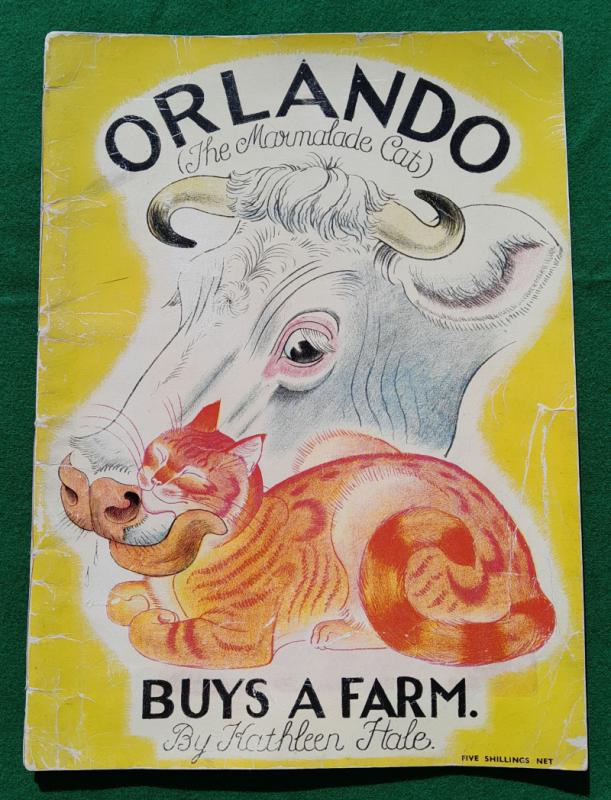 ORLANDO
(The Marmalade Cat)
BUYS A FARM.
By Kathleen Hale.
FIVE SHILLINGS NET